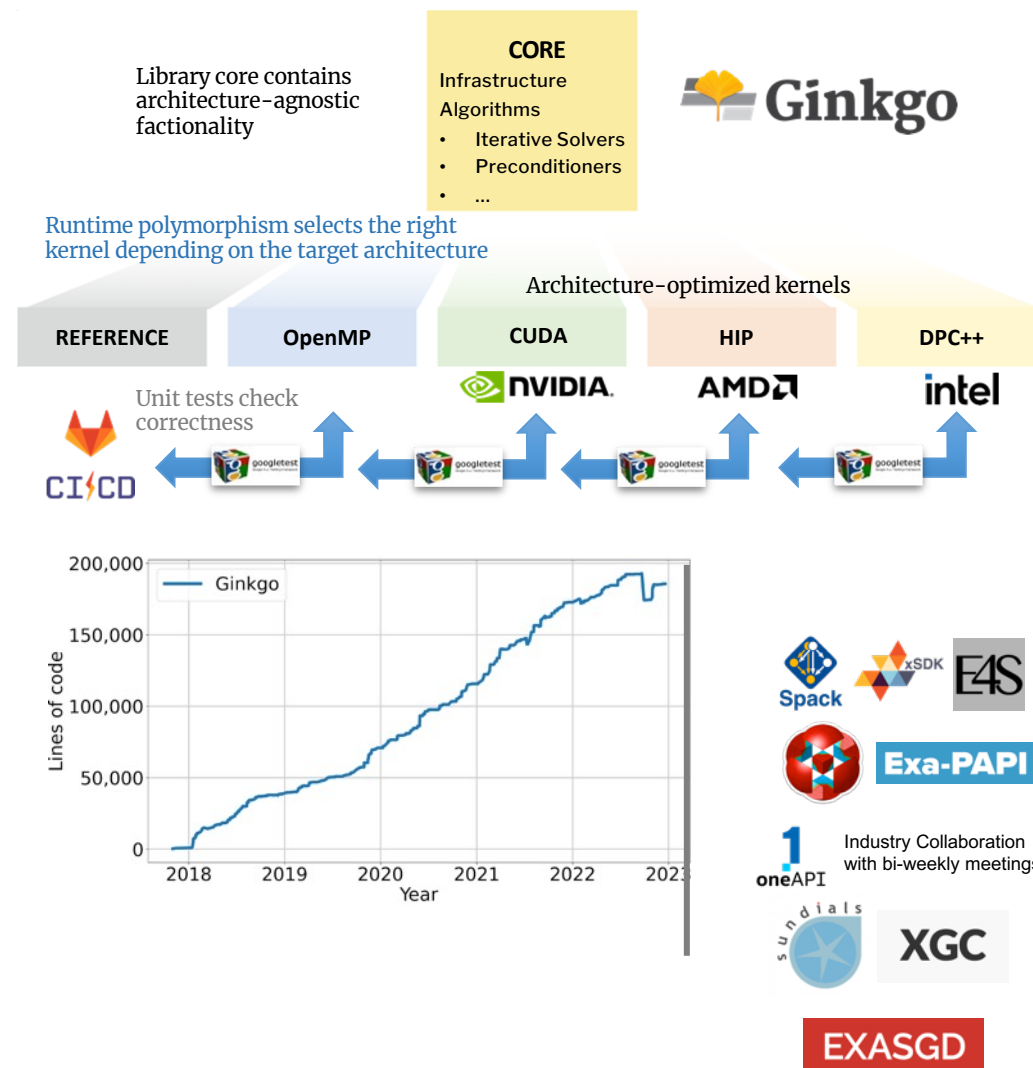 CORE
Infrastructure
Algorithms
• Iterative Solvers
• Preconditioners
• ...
Library core contains
architecture-agnostic
factionality
Ginkgo
Runtime polymorphism selects the right
kernel depending on the target architecture
Architecture-optimized kernels
REFERENCE
OpenMP
CUDA
HIP
DPC++
NVIDIA.
AMD
intel
Unit tests check
correctness
CI/CD
googletest
googletest
googletest
googletest
200,000
150,000
100,000
50,000
0
Lines of code
Ginkgo
2018
2019
2020
2021
2022
2023
Year
Spack
xSDK
E4S
Exa-PAPI
1
oneAPI
Industry Collaboration
with bi-weekly meetings
sundials
XGC
EXASGD